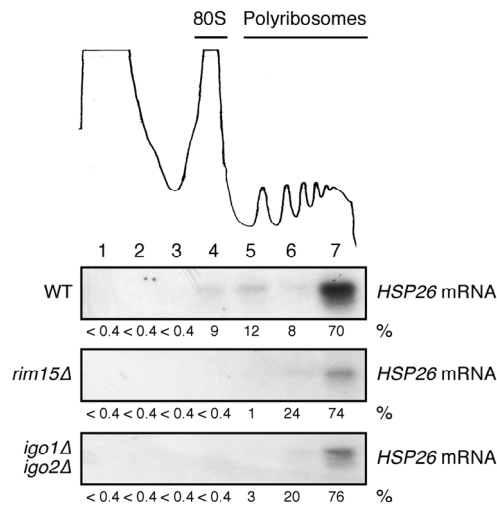 80S Polyribosomes
1 2 3 4 5 6 7
WT HSP26 mRNA
< 0.4 < 0.4 < 0.4 9 12 8 70 %
rim15Δ HSP26 mRNA
< 0.4 < 0.4 < 0.4 < 0.4 1 24 74 %
igo1Δ
igo2Δ HSP26 mRNA
< 0.4 < 0.4 < 0.4 < 0.4 3 20 76 %